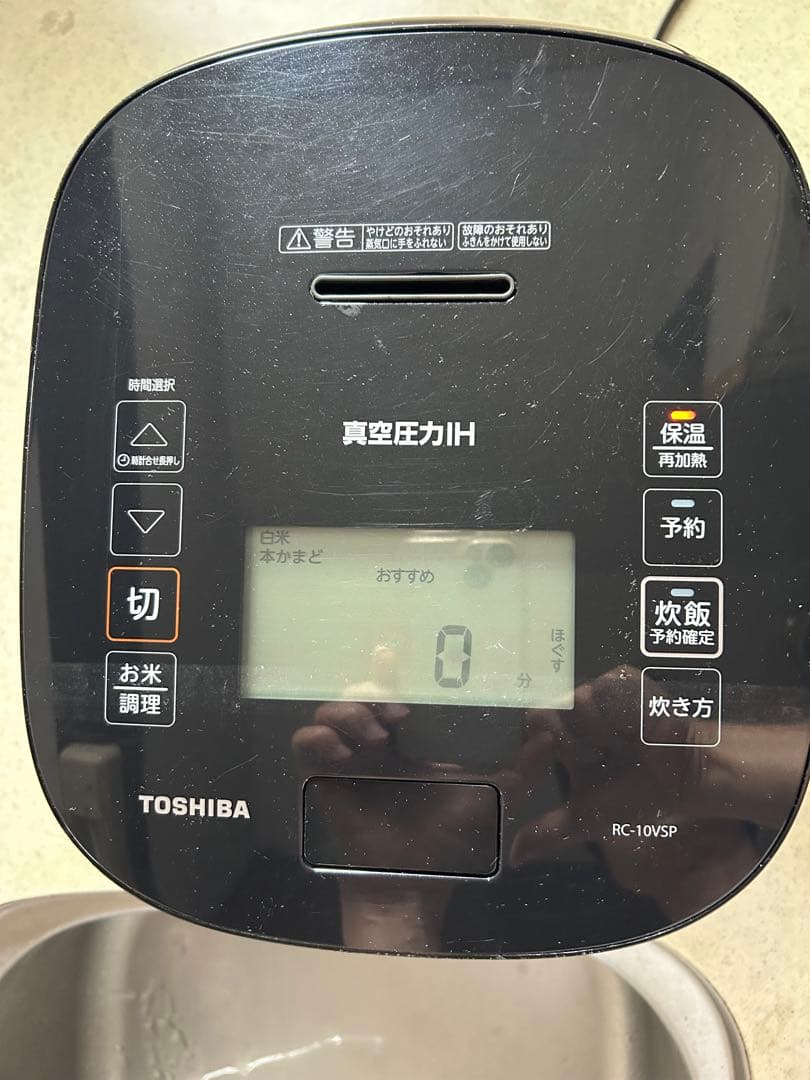 警告
やけどのおそれあり
蒸気口に手をふれない
故障のおそれあり
ふきんをかけて使用しない
時間選択
時計合せ長押し
真空圧力IH
保温
再加熱
予約
白米
本かまど
おすすめ
0分
ほぐす
切
炊飯
予約確定
お米
調理
炊き方
TOSHIBA
RC-10VSP